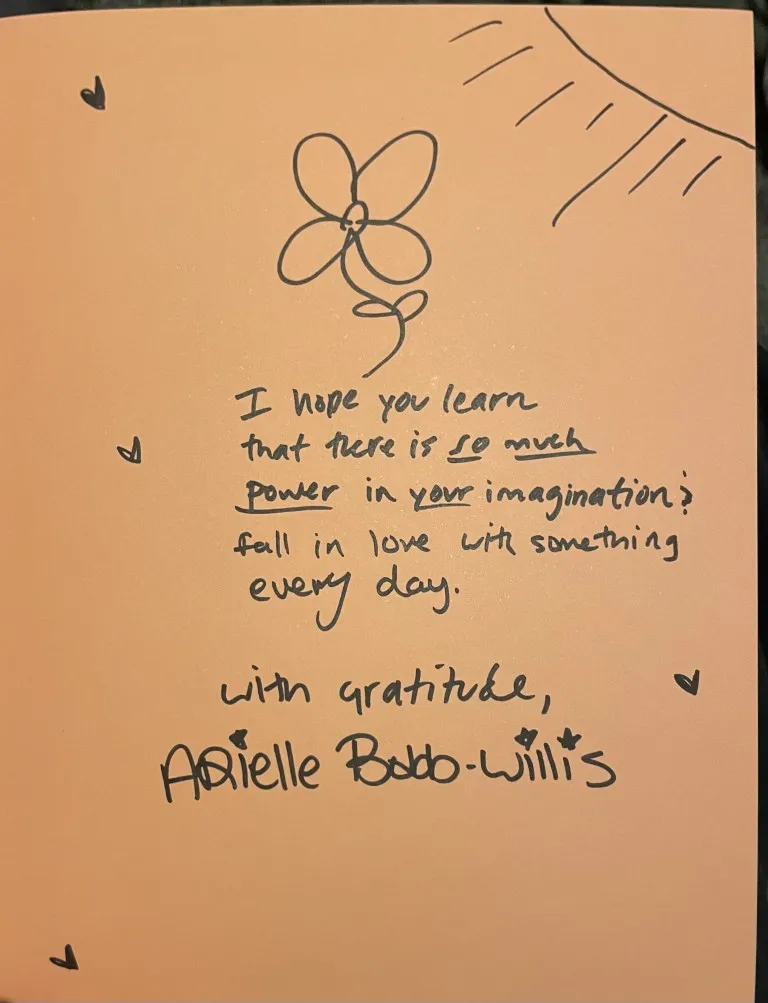 I hope you learn
that there is so much
power in your imagination;
fall in love with something
every day.
with gratitude,
Arielle Bobb-Willis